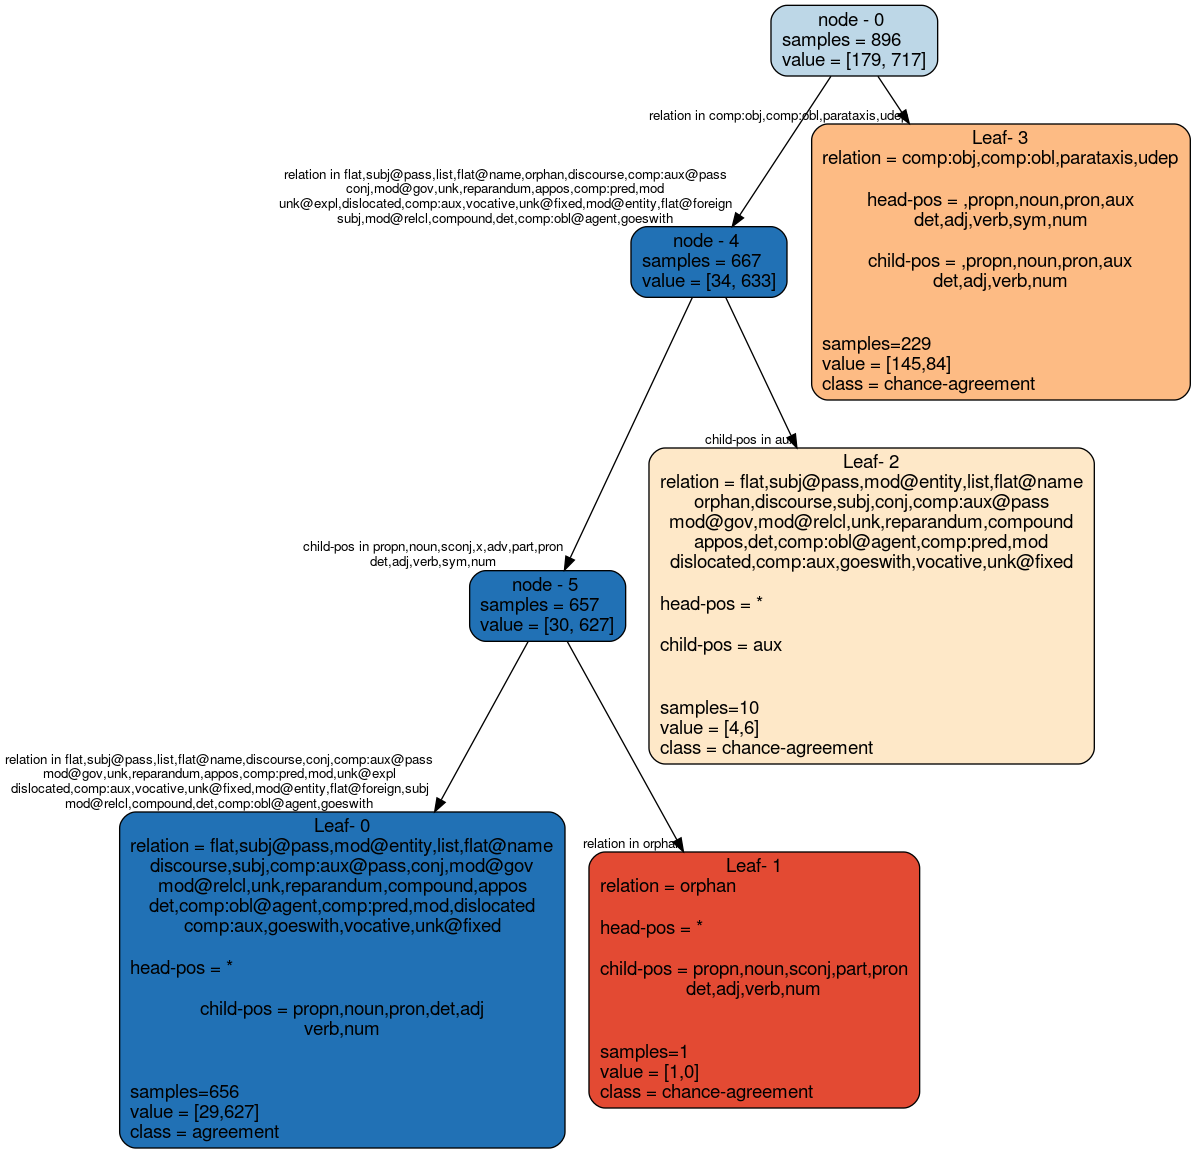 node - 0
samples = 896
value = [179, 717]
relation in comp:obj,comp:obl,parataxis,udep
Leaf- 3
relation = comp:obj,comp:obl,parataxis,udep
head-pos = ,propn,noun,pron,aux
det,adj,verb,sym,num
child-pos = ,propn,noun,pron,aux
det,adj,verb,num
samples=229
value = [145,84]
class = chance-agreement
relation in flat,subj@pass,list,flat@name,orphan,discourse,comp:aux@pass
conj,mod@gov,unk,reparandum,appos,comp:pred,mod
unk@expl,dislocated,comp:aux,vocative,unk@fixed,mod@entity,flat@foreign
subj,mod@relcl,compound,det,comp:obl@agent,goeswith
node - 4
samples = 667
value = [34, 633]
child-pos in aux
Leaf- 2
relation = flat,subj@pass,mod@entity,list,flat@name
orphan,discourse,subj,conj,comp:aux@pass
mod@gov,mod@relcl,unk,reparandum,compound
appos,det,comp:obl@agent,comp:pred,mod
dislocated,comp:aux,goeswith,vocative,unk@fixed
head-pos = *
child-pos = aux
samples=10
value = [4,6]
class = chance-agreement
child-pos in propn,noun,sconj,x,adv,part,pron
det,adj,verb,sym,num
node - 5
samples = 657
value = [30, 627]
relation in flat,subj@pass,list,flat@name,discourse,conj,comp:aux@pass
mod@gov,unk,reparandum,appos,comp:pred,mod,unk@expl
dislocated,comp:aux,vocative,unk@fixed,mod@entity,flat@foreign,subj
mod@relcl,compound,det,comp:obl@agent,goeswith
Leaf- 0
relation = flat,subj@pass,mod@entity,list,flat@name
discourse,subj,comp:aux@pass,conj,mod@gov
mod@relcl,unk,reparandum,compound,appos
det,comp:obl@agent,comp:pred,mod,dislocated
comp:aux,goeswith,vocative,unk@fixed
head-pos = *
child-pos = propn,noun,pron,det,adj
verb,num
samples=656
value = [29,627]
class = agreement
relation in orphan
Leaf- 1
relation = orphan
head-pos = *
child-pos = propn,noun,sconj,part,pron
det,adj,verb,num
samples=1
value = [1,0]
class = chance-agreement